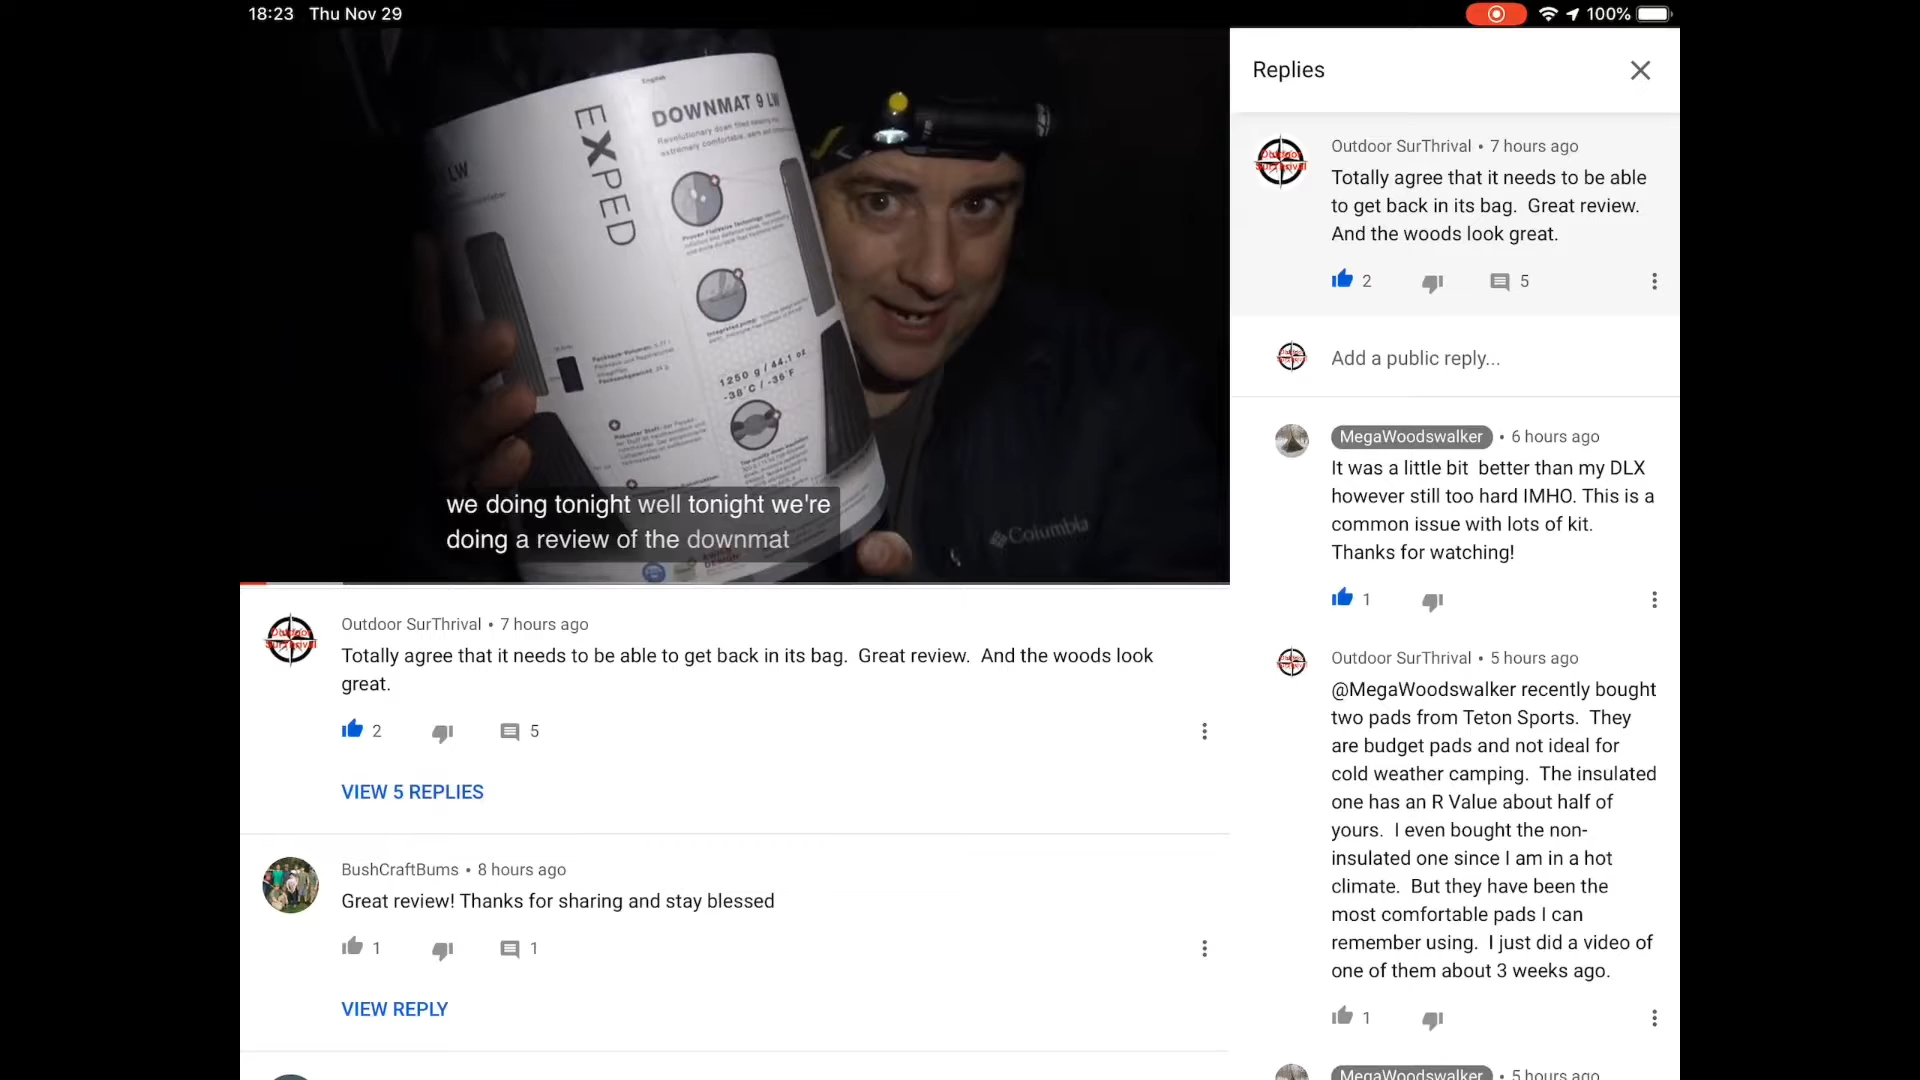 18:23 Thu Nov 29
100%
English
DOWNMAT 9 LW
EXPED
LW
1250 g / 44.1 oz
-38°C / -36°F
Columbia
we doing tonight well tonight we're
doing a review of the downmat
Outdoor SurThrival • 7 hours ago
Totally agree that it needs to be able to get back in its bag. Great review. And the woods look
great.
2 5
VIEW 5 REPLIES
BushCraftBums • 8 hours ago
Great review! Thanks for sharing and stay blessed
1 1
VIEW REPLY
Replies
Outdoor SurThrival • 7 hours ago
Totally agree that it needs to be able
to get back in its bag. Great review.
And the woods look great.
2 5
Add a public reply...
MegaWoodswalker • 6 hours ago
It was a little bit better than my DLX
however still too hard IMHO. This is a
common issue with lots of kit.
Thanks for watching!
1
Outdoor SurThrival • 5 hours ago
@MegaWoodswalker recently bought
two pads from Teton Sports. They
are budget pads and not ideal for
cold weather camping. The insulated
one has an R Value about half of
yours. I even bought the non-
insulated one since I am in a hot
climate. But they have been the
most comfortable pads I can
remember using. I just did a video of
one of them about 3 weeks ago.
1
MegaWoodswalker • 5 hours ago